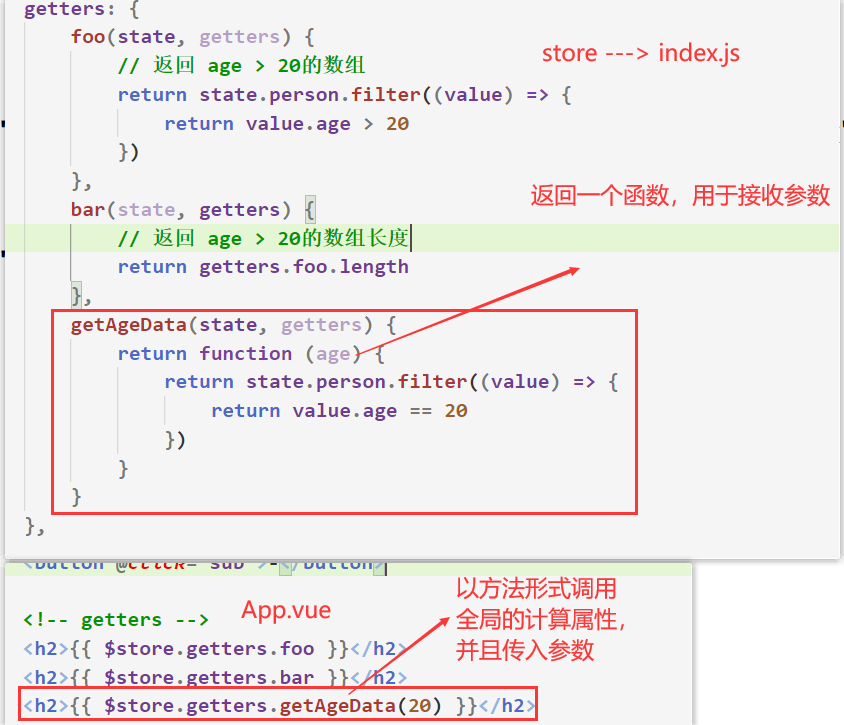 getters: {
foo(state, getters) {
// 返回 age > 20的数组
store ---> index.js
return state.person.filter((value) => {
return value.age > 20
})
},
返回一个函数，用于接收参数
bar(state, getters) {
// 返回 age > 20的数组长度
return getters.foo.length
},
getAgeData(state, getters) {
return function (age) {
return state.person.filter((value) => {
return value.age == 20
})
}
}
},
<button @click="sub">-</button>
以方法形式调用
全局的计算属性，
并且传入参数
<!-- getters -->
App.vue
<h2>{{ $store.getters.foo }}</h2>
<h2>{{ $store.getters.bar }}</h2>
<h2>{{ $store.getters.getAgeData(20) }}</h2>